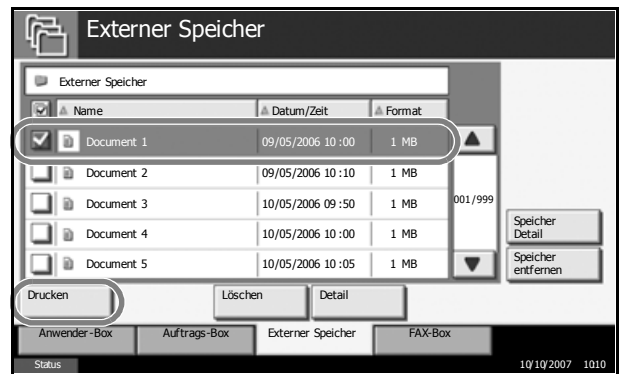 Externer Speicher
Externer Speicher
Name Datum/Zeit Format
Document 1 09/05/2006 10:00 1 MB
Document 2 09/05/2006 10:10 1 MB
Document 3 10/05/2006 09:50 1 MB
Document 4 10/05/2006 10:00 1 MB
Document 5 10/05/2006 10:05 1 MB
001/999
Speicher
Detail
Speicher
entfernen
Drucken Löschen Detail
Anwender-Box Auftrags-Box Externer Speicher FAX-Box
Status 10/10/2007 1010